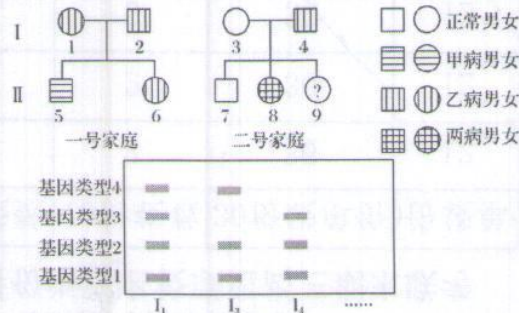 I
1
2
3
4
正常男女
甲病男女
II
5
6
7
8
?
9
乙病男女
两病男女
一号家庭
二号家庭
基因类型4
基因类型3
基因类型2
基因类型1
I₁
I₃
I₄
……